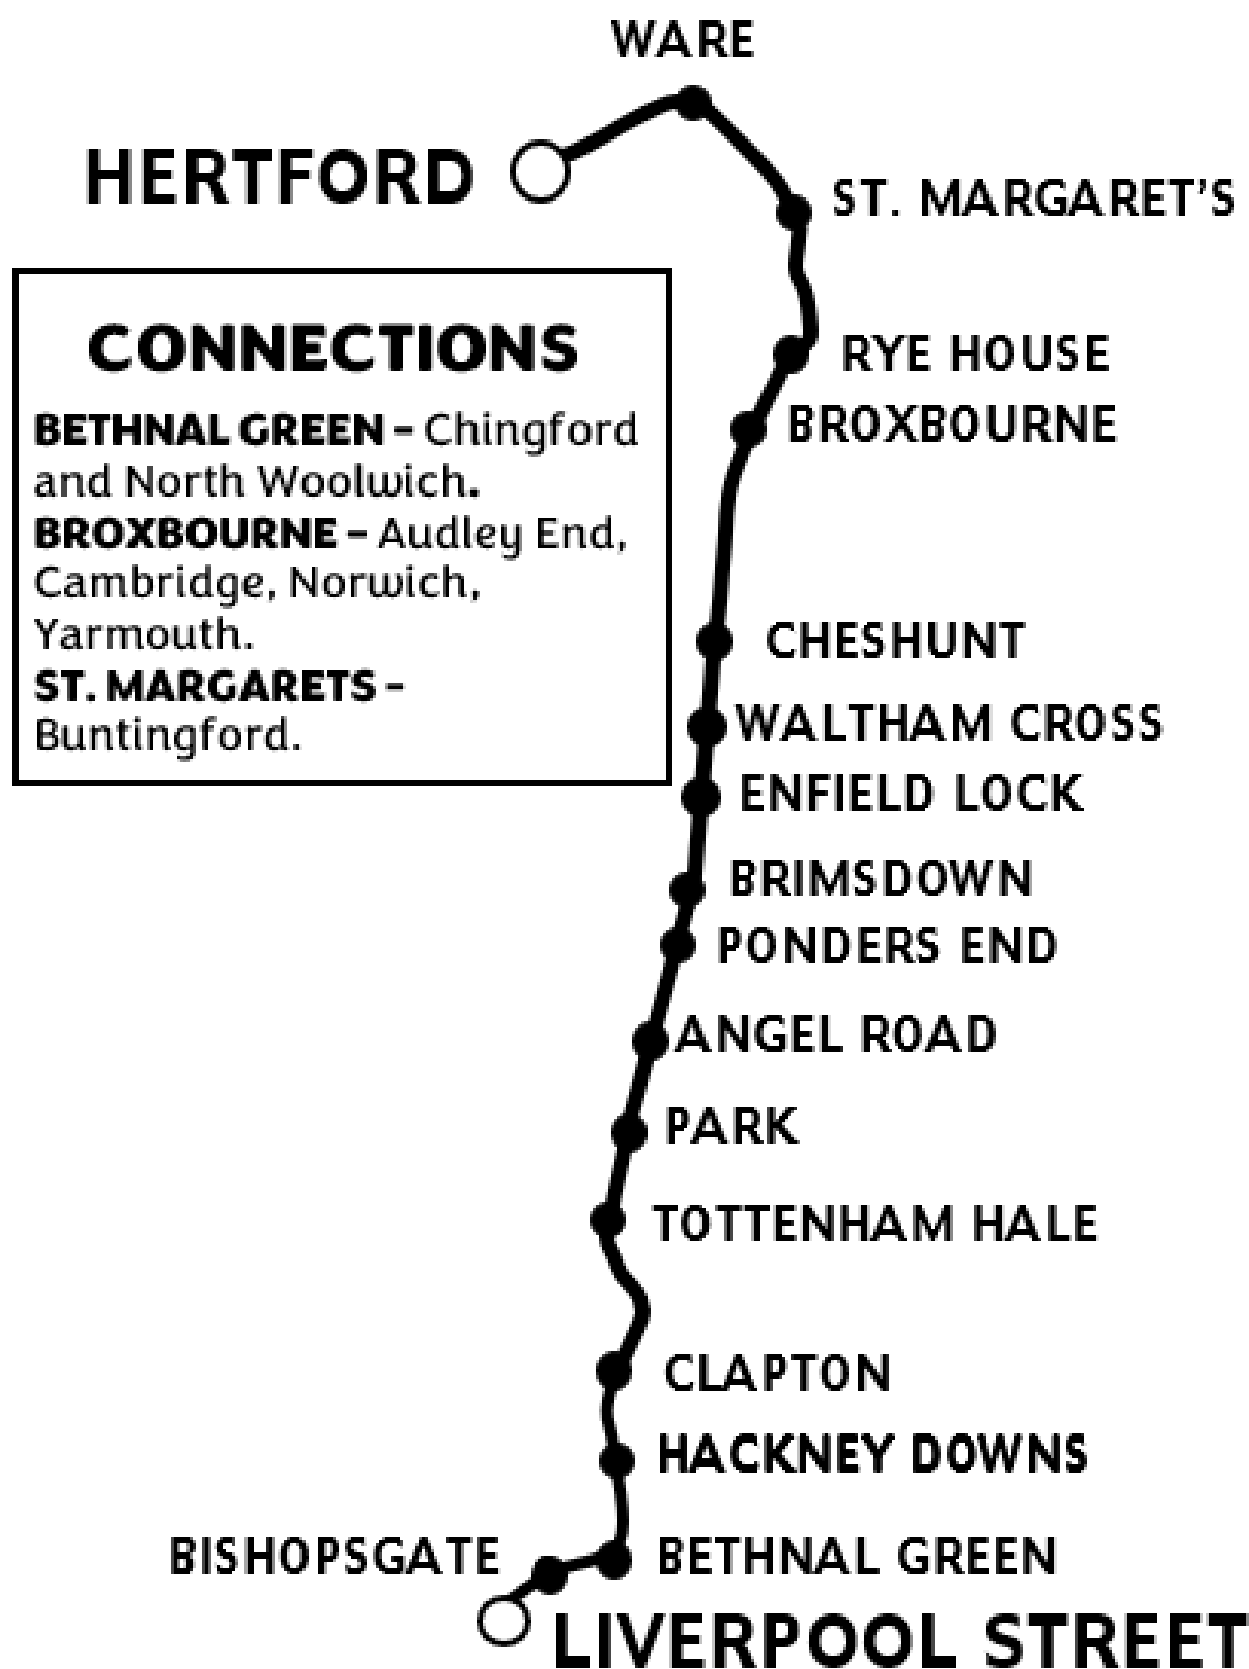 WARE
HERTFORD
ST. MARGARET'S
CONNECTIONS
BETHNAL GREEN – Chingford
and North Woolwich.
BROXBOURNE – Audley End,
Cambridge, Norwich,
Yarmouth.
ST. MARGARETS –
Buntingford.
RYE HOUSE
BROXBOURNE
CHESHUNT
WALTHAM CROSS
ENFIELD LOCK
BRIMSDOWN
PONDERS END
ANGEL ROAD
PARK
TOTTENHAM HALE
CLAPTON
HACKNEY DOWNS
BISHOPSGATE
BETHNAL GREEN
LIVERPOOL STREET